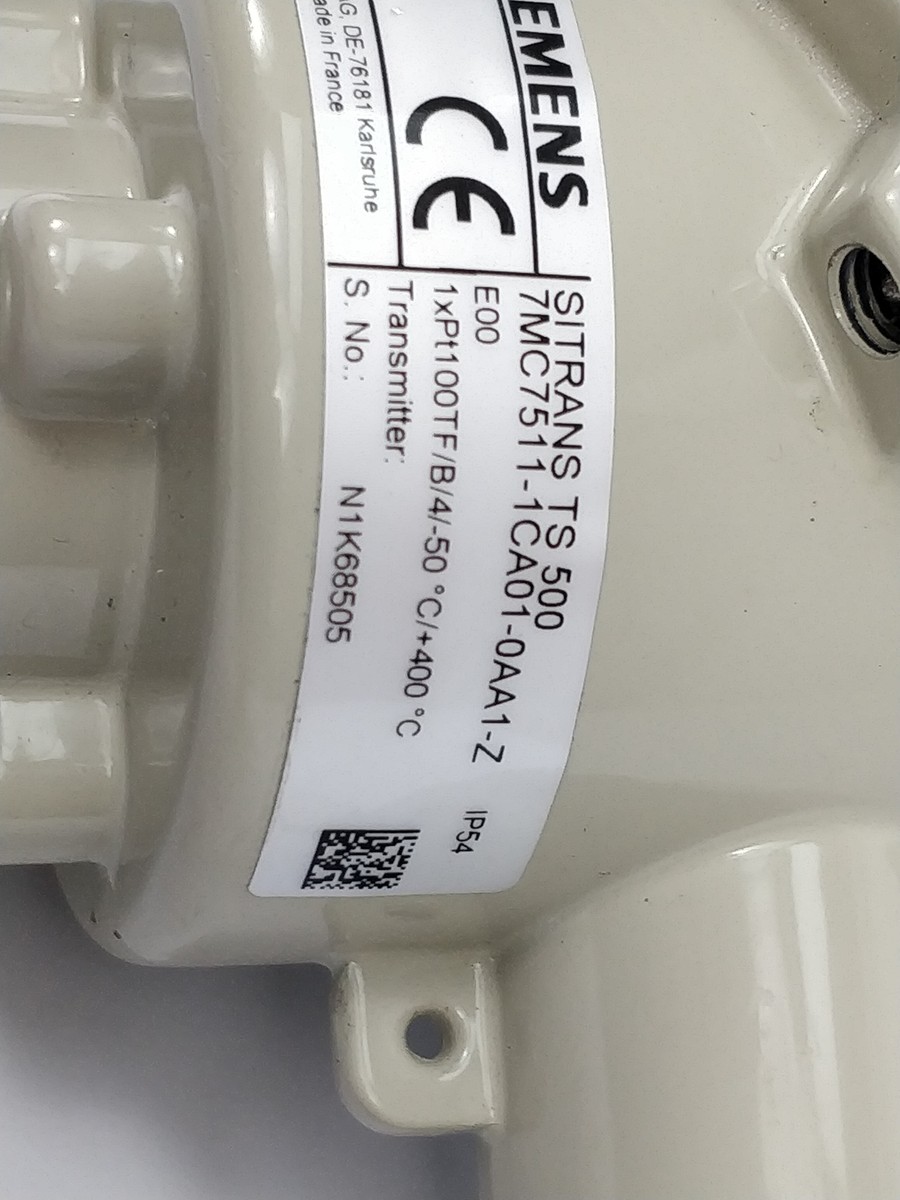 EMENS
AG, DE-76181 Karlsruhe
ade in France
CE
SITRANS TS 500
7MC7511-1CA01-0AA1-Z
E00 IP54
1xPt100TF/B/4/-50 °C/+400 °C
Transmitter:
S. No.: N1K68505